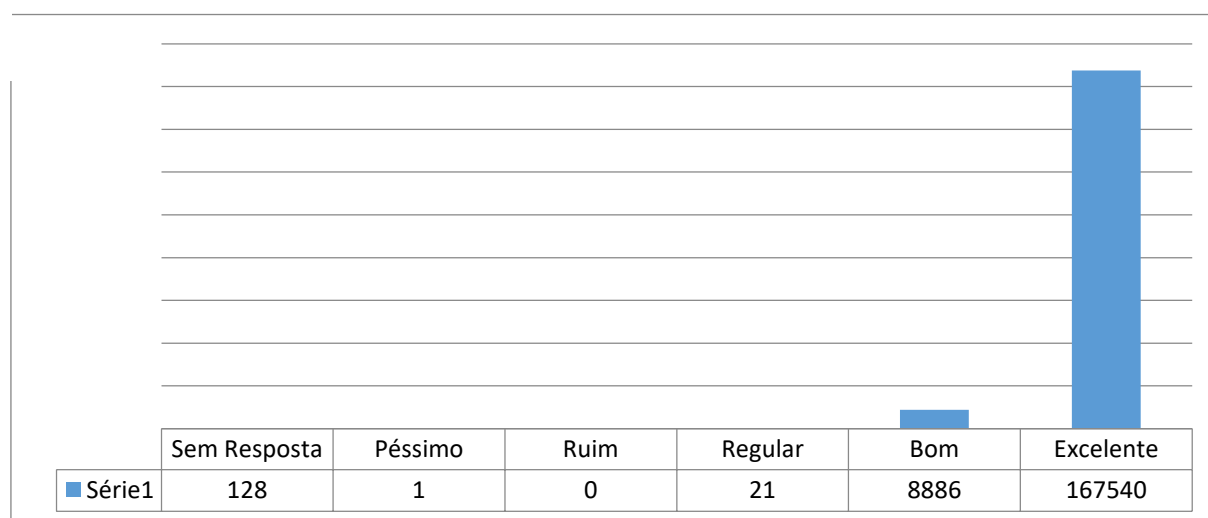 Sem Resposta Péssimo Ruim Regular Bom Excelente
Série1 128 1 0 21 8886 167540